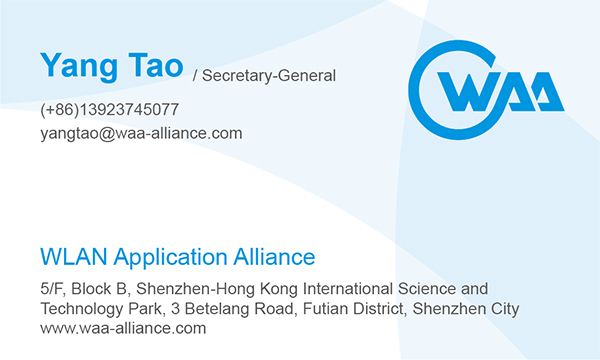 Yang Tao / Secretary-General
WAA
(+86)13923745077
yangtao@waa-alliance.com
WLAN Application Alliance
5/F, Block B, Shenzhen-Hong Kong International Science and
Technology Park, 3 Betelang Road, Futian District, Shenzhen City
www.waa-alliance.com